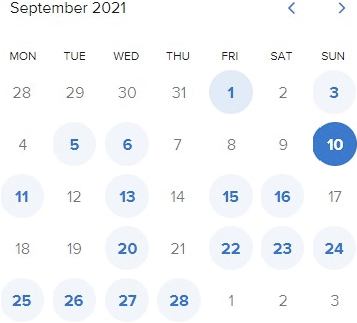 September 2021
MON TUE WED THU FRI SAT SUN
28 29 30 31 1 2 3
4 5 6 7 8 9 10
11 12 13 14 15 16 17
18 19 20 21 22 23 24
25 26 27 28 1 2 3